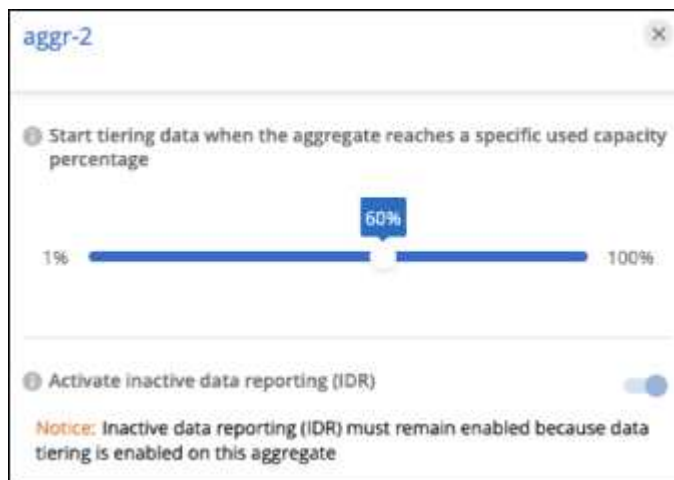 aggr-2
Start tiering data when the aggregate reaches a specific used capacity
percentage
60%
1%
100%
Activate inactive data reporting (IDR)
Notice: Inactive data reporting (IDR) must remain enabled because data
tiering is enabled on this aggregate